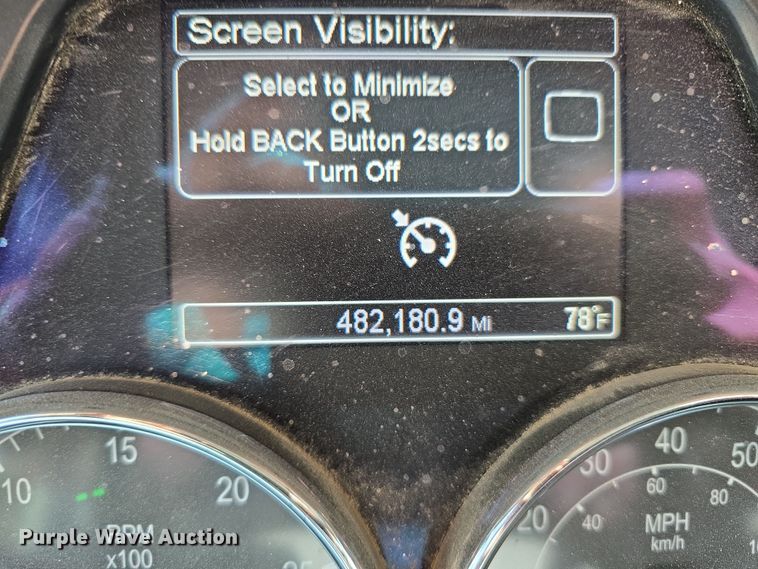 Screen Visibility:
Select to Minimize
OR
Hold BACK Button 2secs to
Turn Off
482,180.9 MI 78°F
10 15 20 25
RPM
x100
20 30 40 50
40 60 80
MPH
km/h
Purple Wave Auction